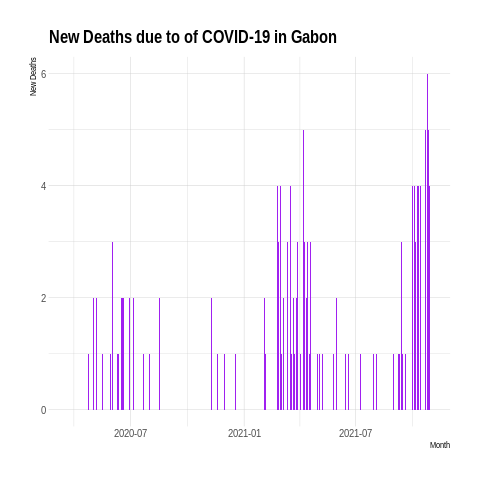 New Deaths due to of COVID-19 in Gabon
New Deaths
6
4
2
0
2020-07
2021-01
2021-07
Month